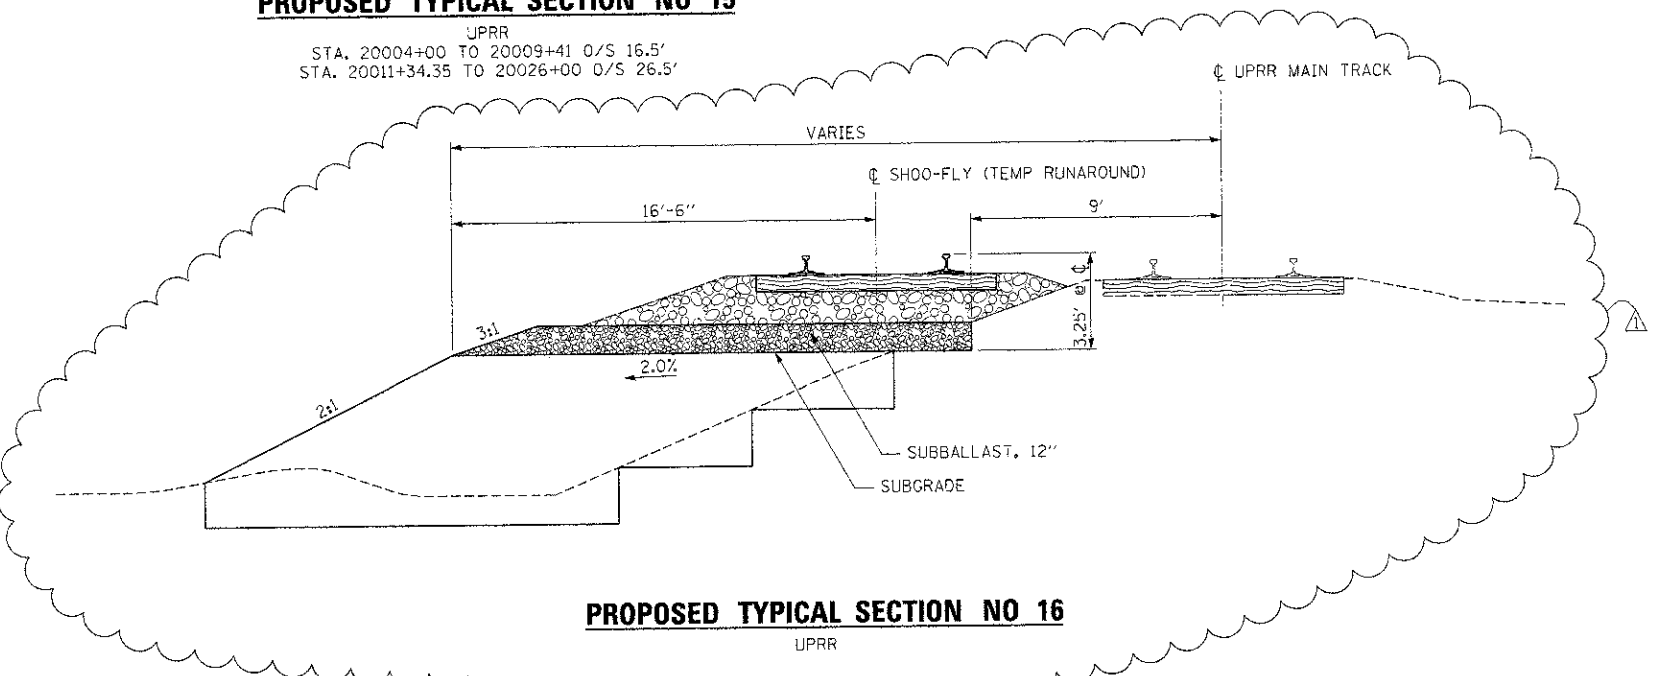 PROPOSED TYPICAL SECTION NO 15
UPRR
STA. 20004+00 TO 20009+41 O/S 16.5'
STA. 20011+34.35 TO 20026+00 O/S 26.5'
℄ UPRR MAIN TRACK
VARIES
℄ SHOO-FLY (TEMP RUNAROUND)
16'-6"
9'
3.25' @ ℄
3:1
2.0%
2:1
1
SUBBALLAST, 12"
SUBGRADE
PROPOSED TYPICAL SECTION NO 16
UPRR